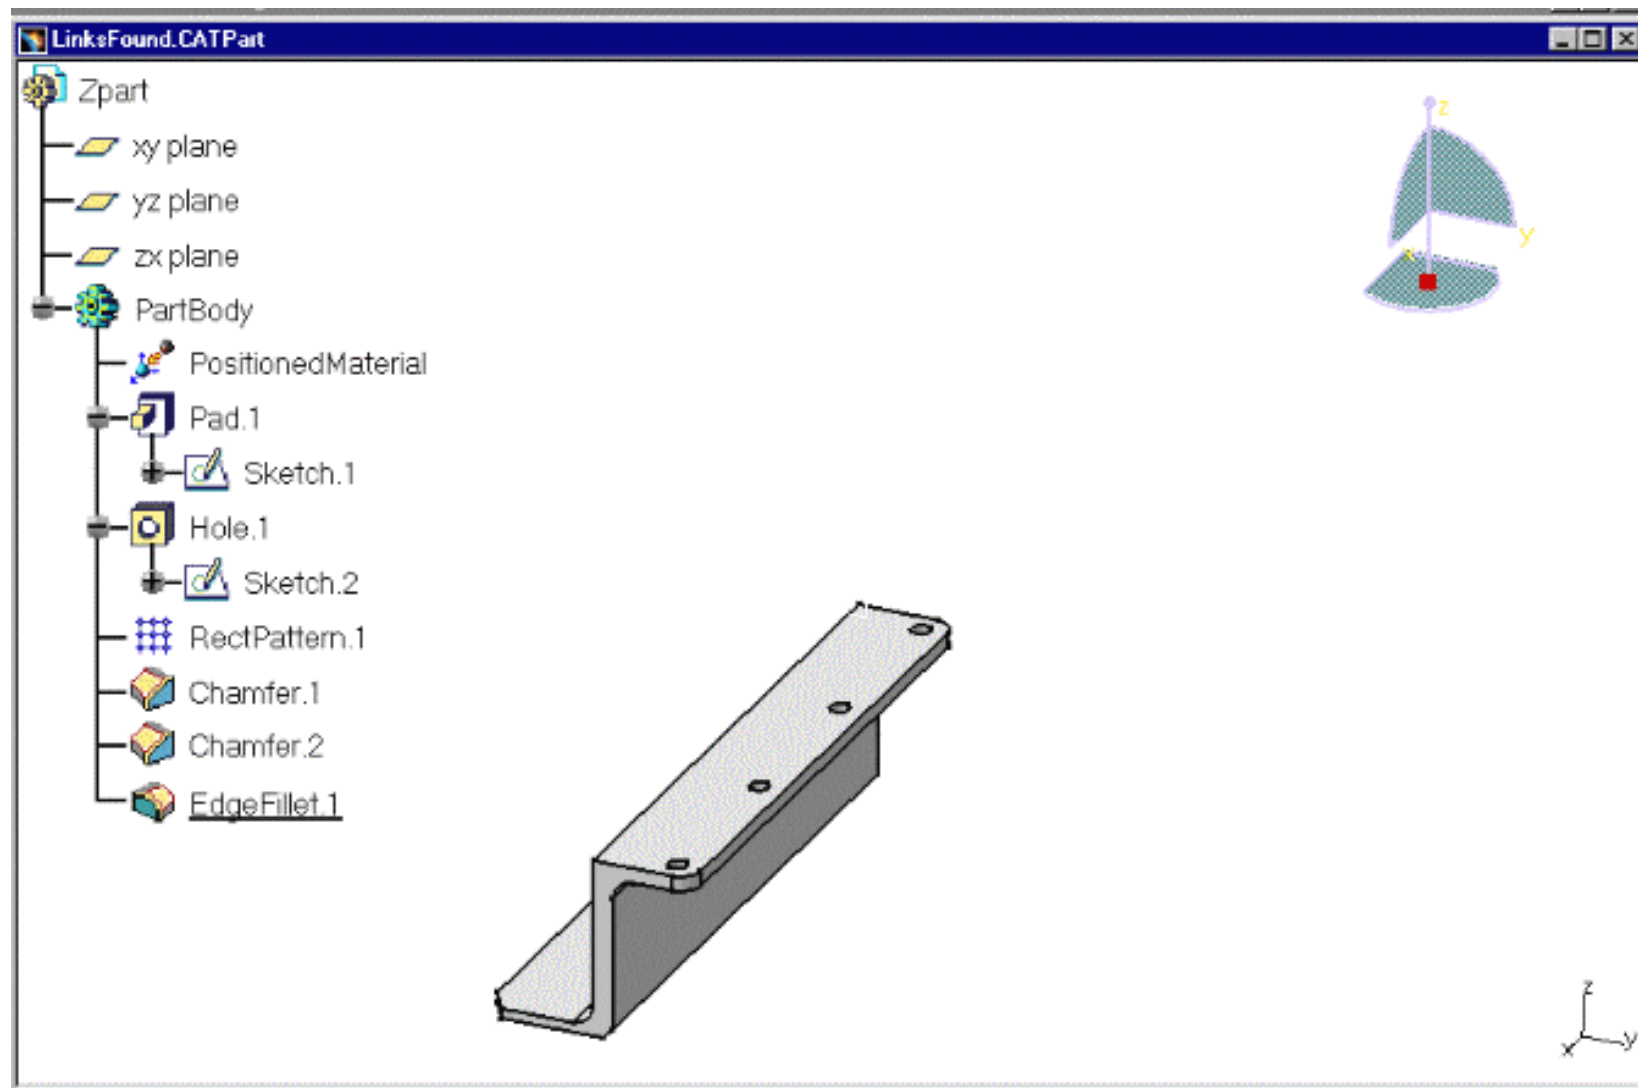 LinksFound.CATPart
Zpart
xy plane
yz plane
zx plane
PartBody
PositionedMaterial
Pad.1
Sketch.1
Hole.1
Sketch.2
RectPattern.1
Chamfer.1
Chamfer.2
EdgeFillet.1
z
y
x
z
y
x